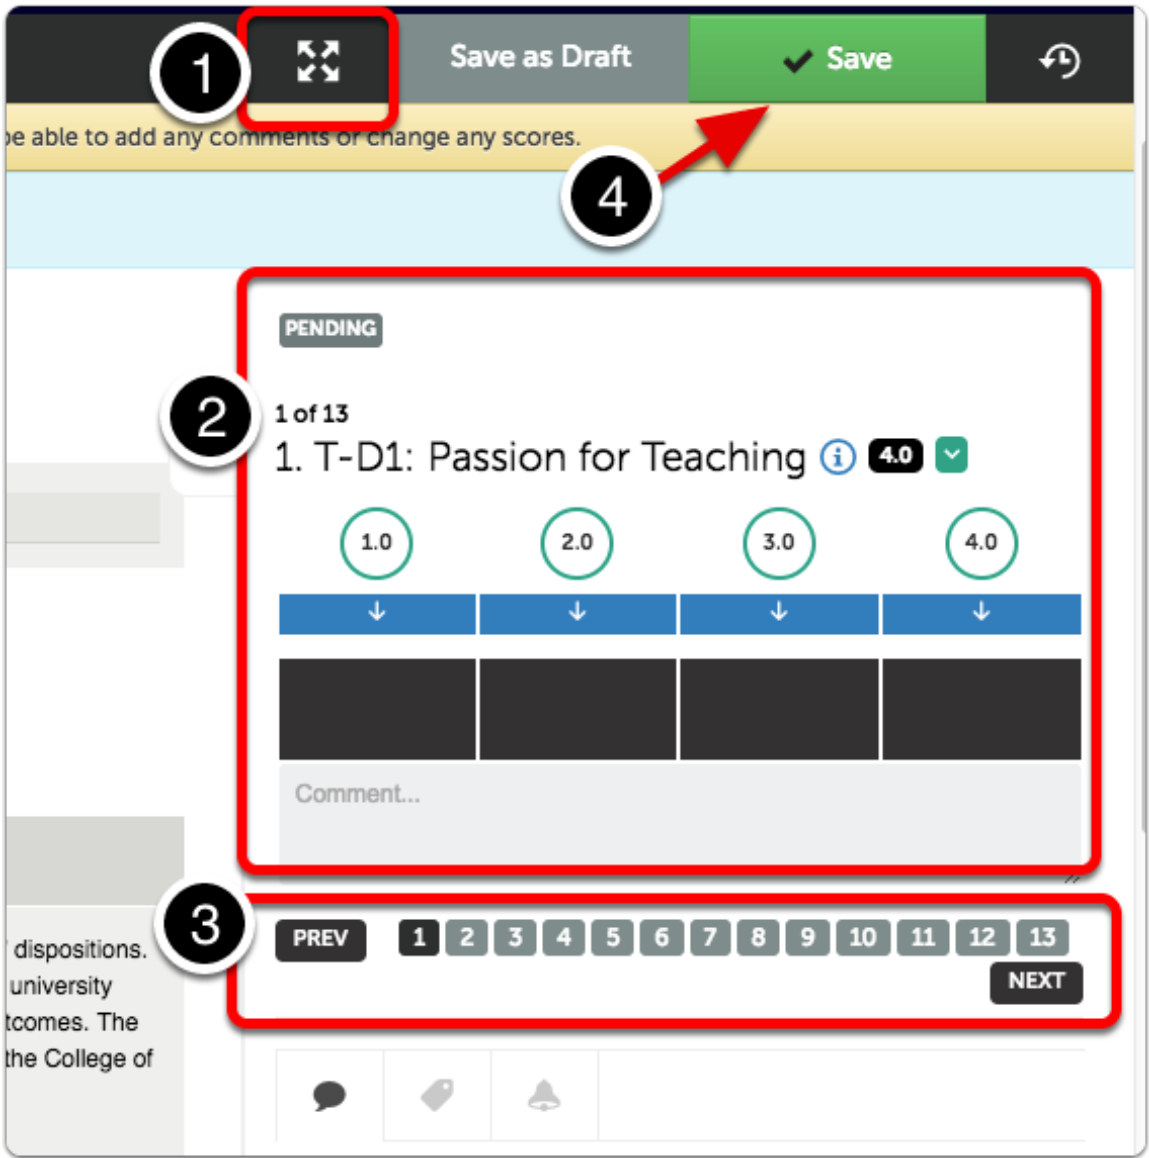 1
Save as Draft
Save
be able to add any comments or change any scores.
4
PENDING
2
1 of 13
1. T-D1: Passion for Teaching 4.0
1.0 2.0 3.0 4.0
Comment...
3
PREV 1 2 3 4 5 6 7 8 9 10 11 12 13
NEXT
dispositions.
university
tcomes. The
the College of